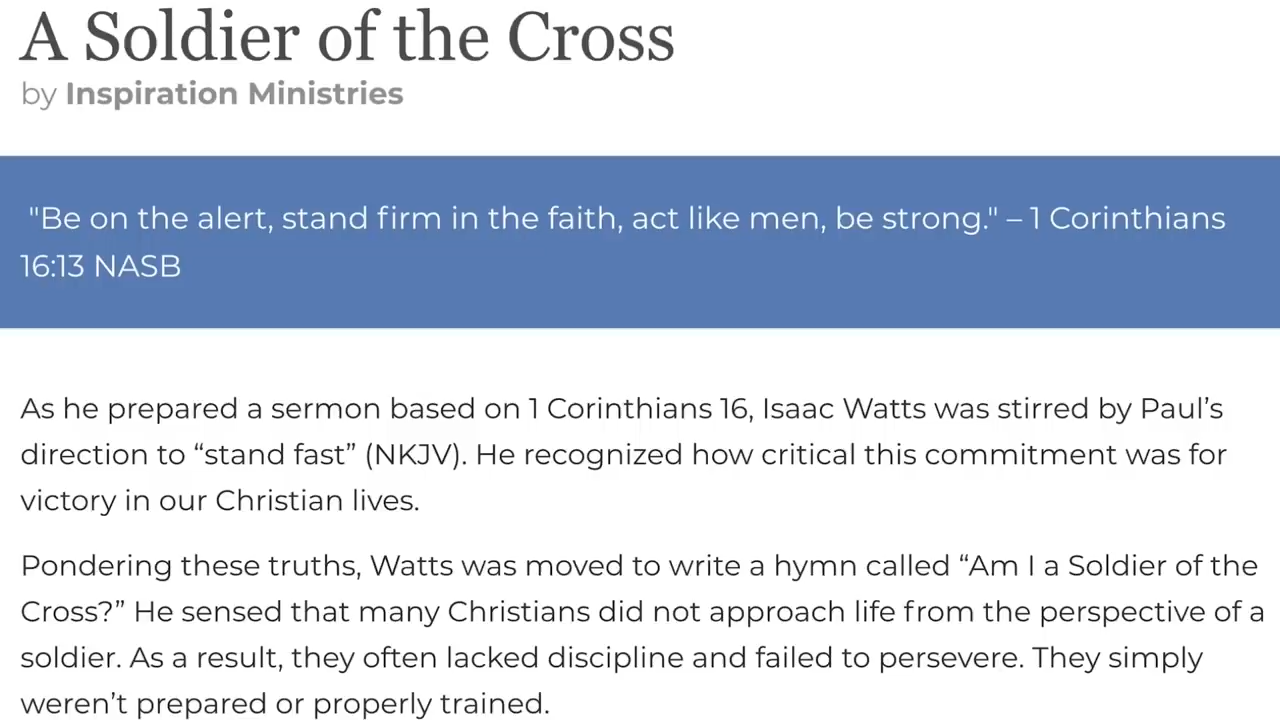 A Soldier of the Cross
by Inspiration Ministries
"Be on the alert, stand firm in the faith, act like men, be strong." – 1 Corinthians
16:13 NASB
As he prepared a sermon based on 1 Corinthians 16, Isaac Watts was stirred by Paul’s
direction to “stand fast” (NKJV). He recognized how critical this commitment was for
victory in our Christian lives.
Pondering these truths, Watts was moved to write a hymn called “Am I a Soldier of the
Cross?” He sensed that many Christians did not approach life from the perspective of a
soldier. As a result, they often lacked discipline and failed to persevere. They simply
weren’t prepared or properly trained.